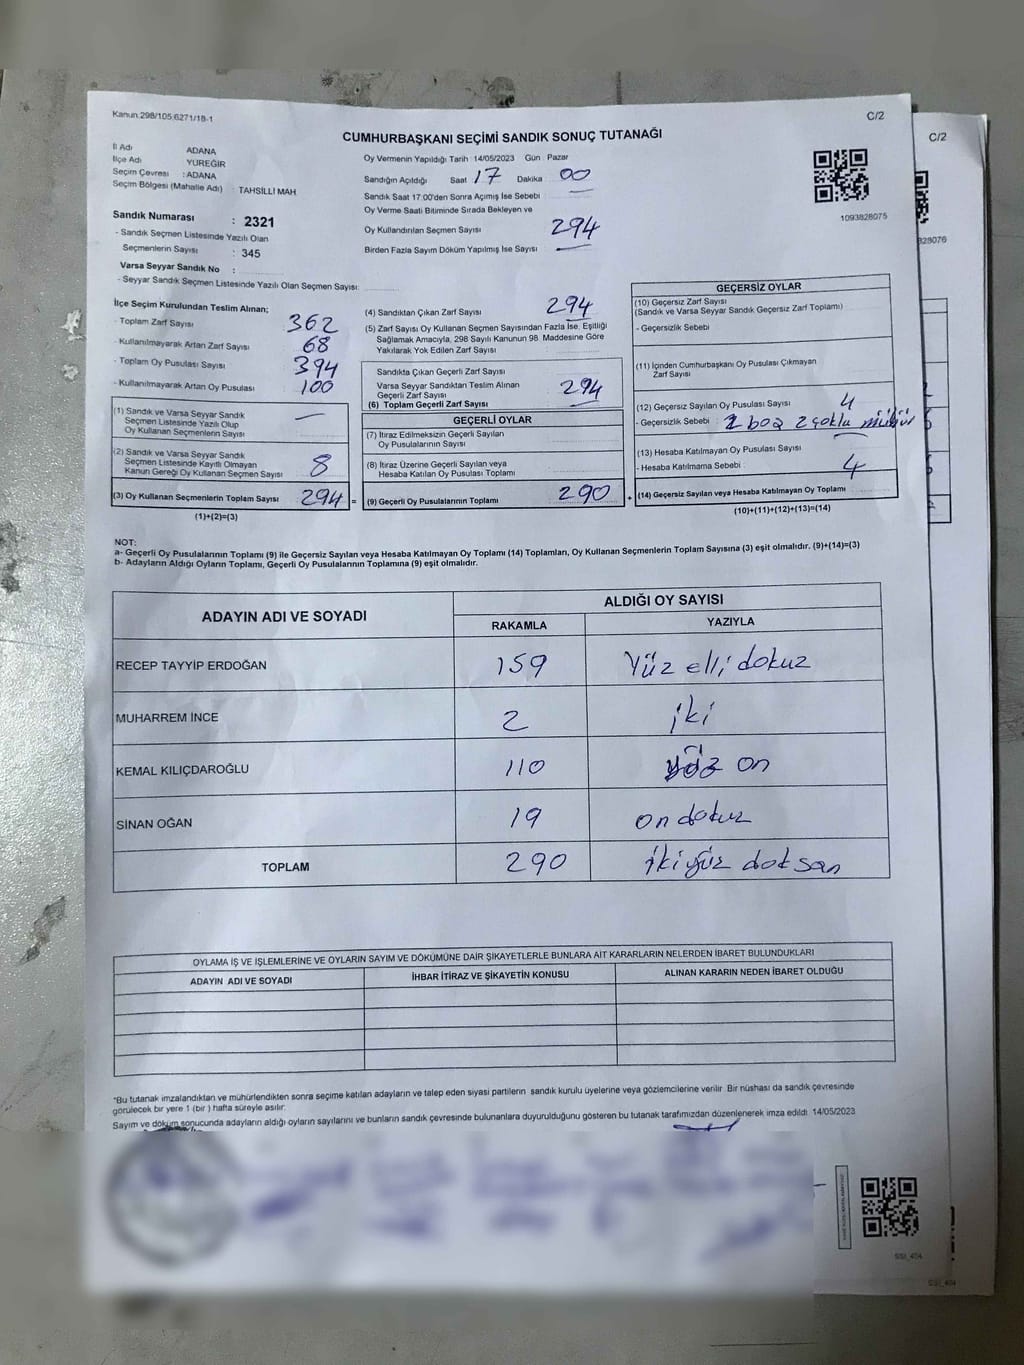 Kanun.298/105;6271/18-1
C/2
CUMHURBAŞKANI SEÇİMİ SANDIK SONUÇ TUTANAĞI
İl Adı ADANA
İlçe Adı YÜREĞİR
Seçim Çevresi : ADANA
Seçim Bölgesi (Mahalle Adı) : TAHSİLLİ MAH
Sandık Numarası : 2321
- Sandık Seçmen Listesinde Yazılı Olan
Seçmenlerin Sayısı : 345
Varsa Seyyar Sandık No :
- Seyyar Sandık Seçmen Listesinde Yazılı Olan Seçmen Sayısı:
Oy Vermenin Yapıldığı Tarih 14/05/2023 Gün : Pazar
Sandığın Açıldığı Saat 17 Dakika 00
Sandık Saat 17:00'den Sonra Açımış İse Sebebi
Oy Verme Saati Bitiminde Sırada Bekleyen ve
Oy Kullandırılan Seçmen Sayısı 294
Birden Fazla Sayım Döküm Yapılmış İse Sayısı
1093828075
İlçe Seçim Kurulundan Teslim Alınan;
- Toplam Zarf Sayısı 362
- Kullanılmayarak Artan Zarf Sayısı 68
- Toplam Oy Pusulası Sayısı 394
- Kullanılmayarak Artan Oy Pusulası 100
(1) Sandık ve Varsa Seyyar Sandık
Seçmen Listesinde Yazılı Olup
Oy Kullanan Seçmenlerin Sayısı —
(2) Sandık ve Varsa Seyyar Sandık
Seçmen Listesinde Kayıtlı Olmayan
Kanun Gereği Oy Kullanan Seçmen Sayısı 8
(3) Oy Kullanan Seçmenlerin Toplam Sayısı 294 =
(1)+(2)=(3)
(4) Sandıktan Çıkan Zarf Sayısı 294
(5) Zarf Sayısı Oy Kullanan Seçmen Sayısından Fazla İse, Eşitliği
Sağlamak Amacıyla, 298 Sayılı Kanunun 98. Maddesine Göre
Yakılarak Yok Edilen Zarf Sayısı
Sandıkta Çıkan Geçerli Zarf Sayısı
Varsa Seyyar Sandıktan Teslim Alınan
Geçerli Zarf Sayısı
(6) Toplam Geçerli Zarf Sayısı 294
GEÇERLİ OYLAR
(7) İtiraz Edilmeksizin Geçerli Sayılan
Oy Pusulalarının Sayısı
(8) İtiraz Üzerine Geçerli Sayılan veya
Hesaba Katılan Oy Pusulası Toplamı
(9) Geçerli Oy Pusulalarının Toplamı 290 +
GEÇERSİZ OYLAR
(10) Geçersiz Zarf Sayısı
(Sandık ve Varsa Seyyar Sandık Geçersiz Zarf Toplamı)
- Geçersizlik Sebebi
(11) İçinden Cumhurbaşkanı Oy Pusulası Çıkmayan
Zarf Sayısı
(12) Geçersiz Sayılan Oy Pusulası Sayısı 4
- Geçersizlik Sebebi 2 boş 2 çoklu mühür
(13) Hesaba Katılmayan Oy Pusulası Sayısı
- Hesaba Katılmama Sebebi 4
(14) Geçersiz Sayılan veya Hesaba Katılmayan Oy Toplamı
(10)+(11)+(12)+(13)=(14)
NOT:
a- Geçerli Oy Pusulalarının Toplamı (9) ile Geçersiz Sayılan veya Hesaba Katılmayan Oy Toplamı (14) Toplamları, Oy Kullanan Seçmenlerin Toplam Sayısına (3) eşit olmalıdır. (9)+(14)=(3)
b- Adayların Aldığı Oyların Toplamı, Geçerli Oy Pusulalarının Toplamına (9) eşit olmalıdır.
ADAYIN ADI VE SOYADI
ALDIĞI OY SAYISI
RAKAMLA YAZIYLA
RECEP TAYYİP ERDOĞAN 159 Yüz elli dokuz
MUHARREM İNCE 2 iki
KEMAL KILIÇDAROĞLU 110 yüz on
SİNAN OĞAN 19 on dokuz
TOPLAM 290 ikiyüz doksan
OYLAMA İŞ VE İŞLEMLERİNE VE OYLARIN SAYIM VE DÖKÜMÜNE DAİR ŞİKAYETLERLE BUNLARA AİT KARARLARIN NELERDEN İBARET BULUNDUKLARI
ADAYIN ADI VE SOYADI İHBAR İTİRAZ VE ŞİKAYETİN KONUSU ALINAN KARARIN NEDEN İBARET OLDUĞU
*Bu tutanak imzalandıktan ve mühürlendikten sonra seçime katılan adayların ve talep eden siyasi partilerin sandık kurulu üyelerine veya gözlemcilerine verilir. Bir nüshası da sandık çevresinde
görülecek bir yere 1 (bir ) hafta süreyle asılır.
Sayım ve döküm sonucunda adayların aldığı oyların sayılarını ve bunların sandık çevresinde bulunanlara duyurulduğunu gösteren bu tutanak tarafımızdan düzenlenerek imza edildi. 14/05/2023
SSI_404
C/2
828076
SSI_404